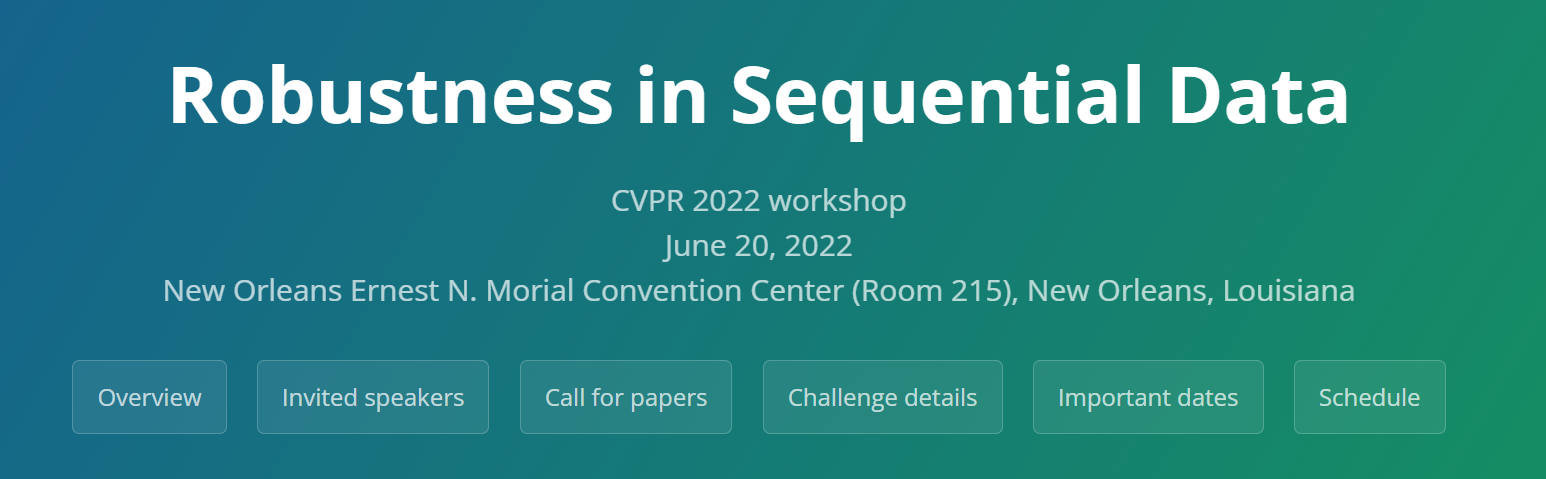 Robustness in Sequential Data
CVPR 2022 workshop
June 20, 2022
New Orleans Ernest N. Morial Convention Center (Room 215), New Orleans, Louisiana
Overview
Invited speakers
Call for papers
Challenge details
Important dates
Schedule